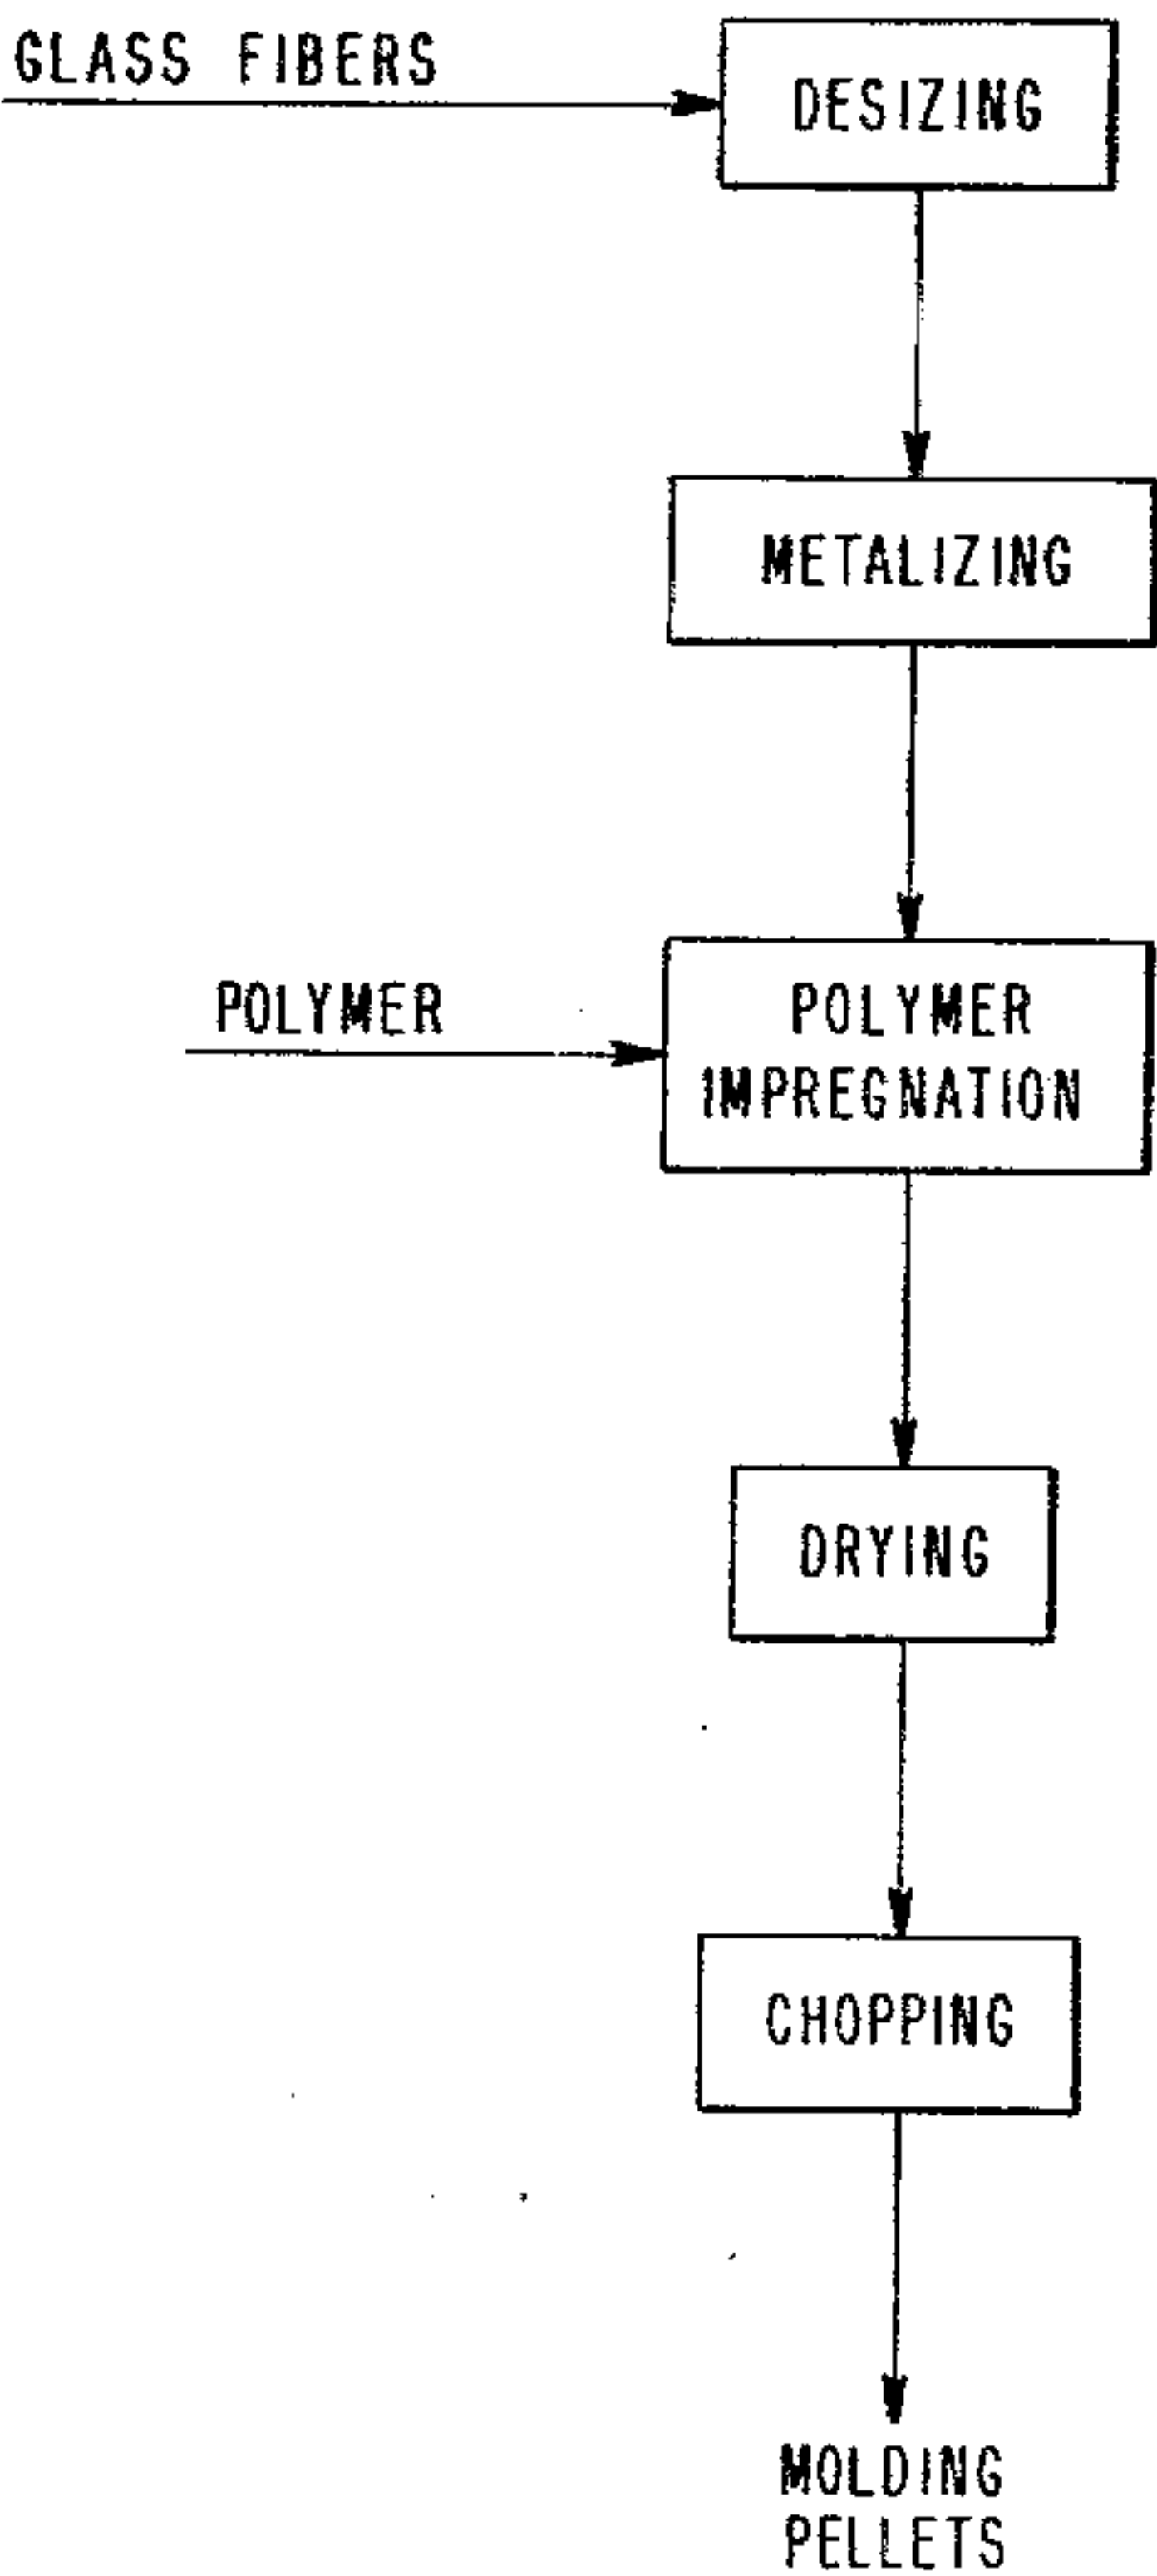 GLASS FIBERS
DESIZING
METALIZING
POLYMER
POLYMER
IMPREGNATION
DRYING
CHOPPING
MOLDING
PELLETS